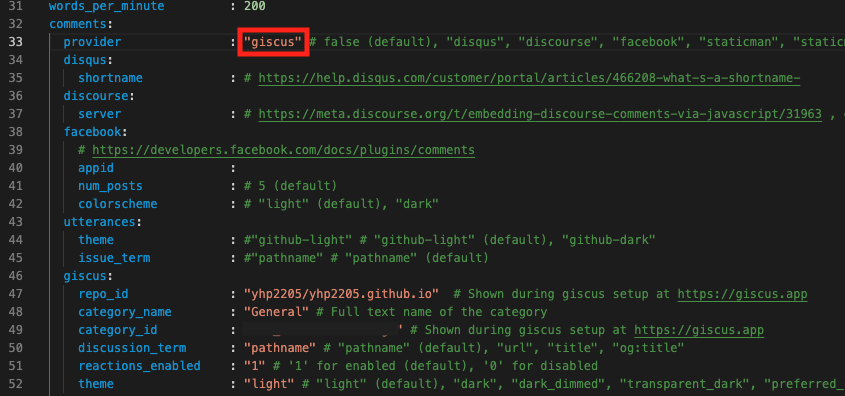 31 words_per_minute : 200
32 comments:
33 provider : "giscus" # false (default), "disqus", "discourse", "facebook", "staticman",
34 disqus:
35 shortname : # https://help.disqus.com/customer/portal/articles/466208-what-s-a-shortname-
36 discourse:
37 server : # https://meta.discourse.org/t/embedding-discourse-comments-via-javascript/31963 ,
38 facebook:
39 # https://developers.facebook.com/docs/plugins/comments
40 appid :
41 num_posts : # 5 (default)
42 colorscheme : # "light" (default), "dark"
43 utterances:
44 theme : #"github-light" # "github-light" (default), "github-dark"
45 issue_term : #"pathname" # "pathname" (default)
46 giscus:
47 repo_id : "yhp2205/yhp2205.github.io" # Shown during giscus setup at https://giscus.app
48 category_name : "General" # Full text name of the category
49 category_id : ' # Shown during giscus setup at https://giscus.app
50 discussion_term : "pathname" # "pathname" (default), "url", "title", "og:title"
51 reactions_enabled : "1" # '1' for enabled (default), '0' for disabled
52 theme : "light" # "light" (default), "dark", "dark_dimmed", "transparent_dark", "preferred_